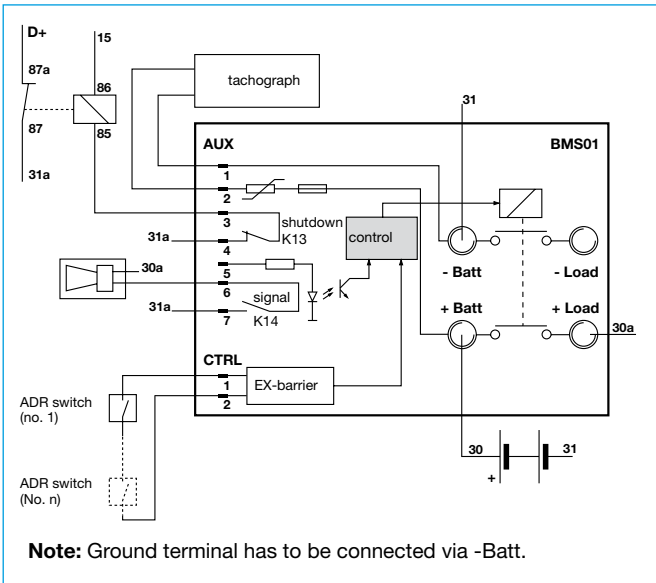 D+
15
87a
86
87
85
31a
tachograph
31
AUX
BMS01
1
2
3
shutdown
K13
31a
4
control
5
30a
6
signal
31a
7
K14
- Batt
- Load
+ Batt
+ Load
30a
CTRL
1
EX-barrier
2
ADR switch
(no. 1)
ADR switch
(No. n)
30
31
+
Note: Ground terminal has to be connected via -Batt.